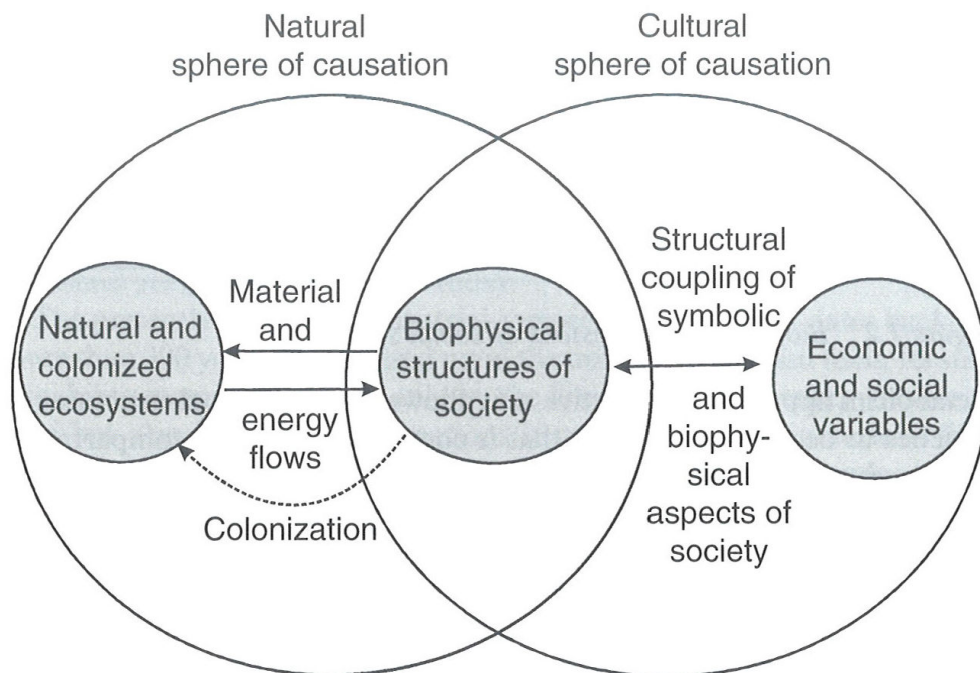 Natural
sphere of causation
Cultural
sphere of causation
Natural and
colonized
ecosystems
Material
and
energy
flows
Colonization
Biophysical
structures of
society
Structural
coupling of
symbolic
and
biophy-
sical
aspects of
society
Economic
and social
variables